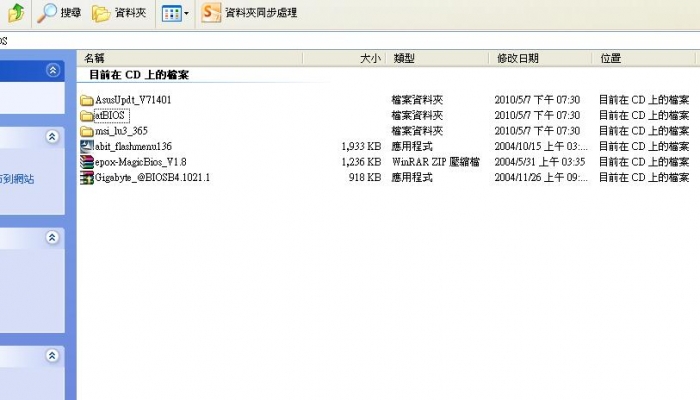 搜尋 資料夾 資料夾同步處理
OS
名稱 大小 類型 修改日期 位置
目前在 CD 上的檔案
AsusUpdt_V71401 檔案資料夾 2010/5/7 下午 07:30 目前在 CD 上的檔案
atBIOS 檔案資料夾 2010/5/7 下午 07:30 目前在 CD 上的檔案
msi_lu3_365 檔案資料夾 2010/5/7 下午 07:30 目前在 CD 上的檔案
abit_flashmenu136 1,933 KB 應用程式 2004/10/15 上午 03:... 目前在 CD 上的檔案
epox-MagicBios_V1.8 1,236 KB WinRAR ZIP 壓縮檔 2004/5/31 上午 03:35 目前在 CD 上的檔案
Gigabyte_@BIOSB4.1021.1 918 KB 應用程式 2004/11/26 上午 09:... 目前在 CD 上的檔案
到網站